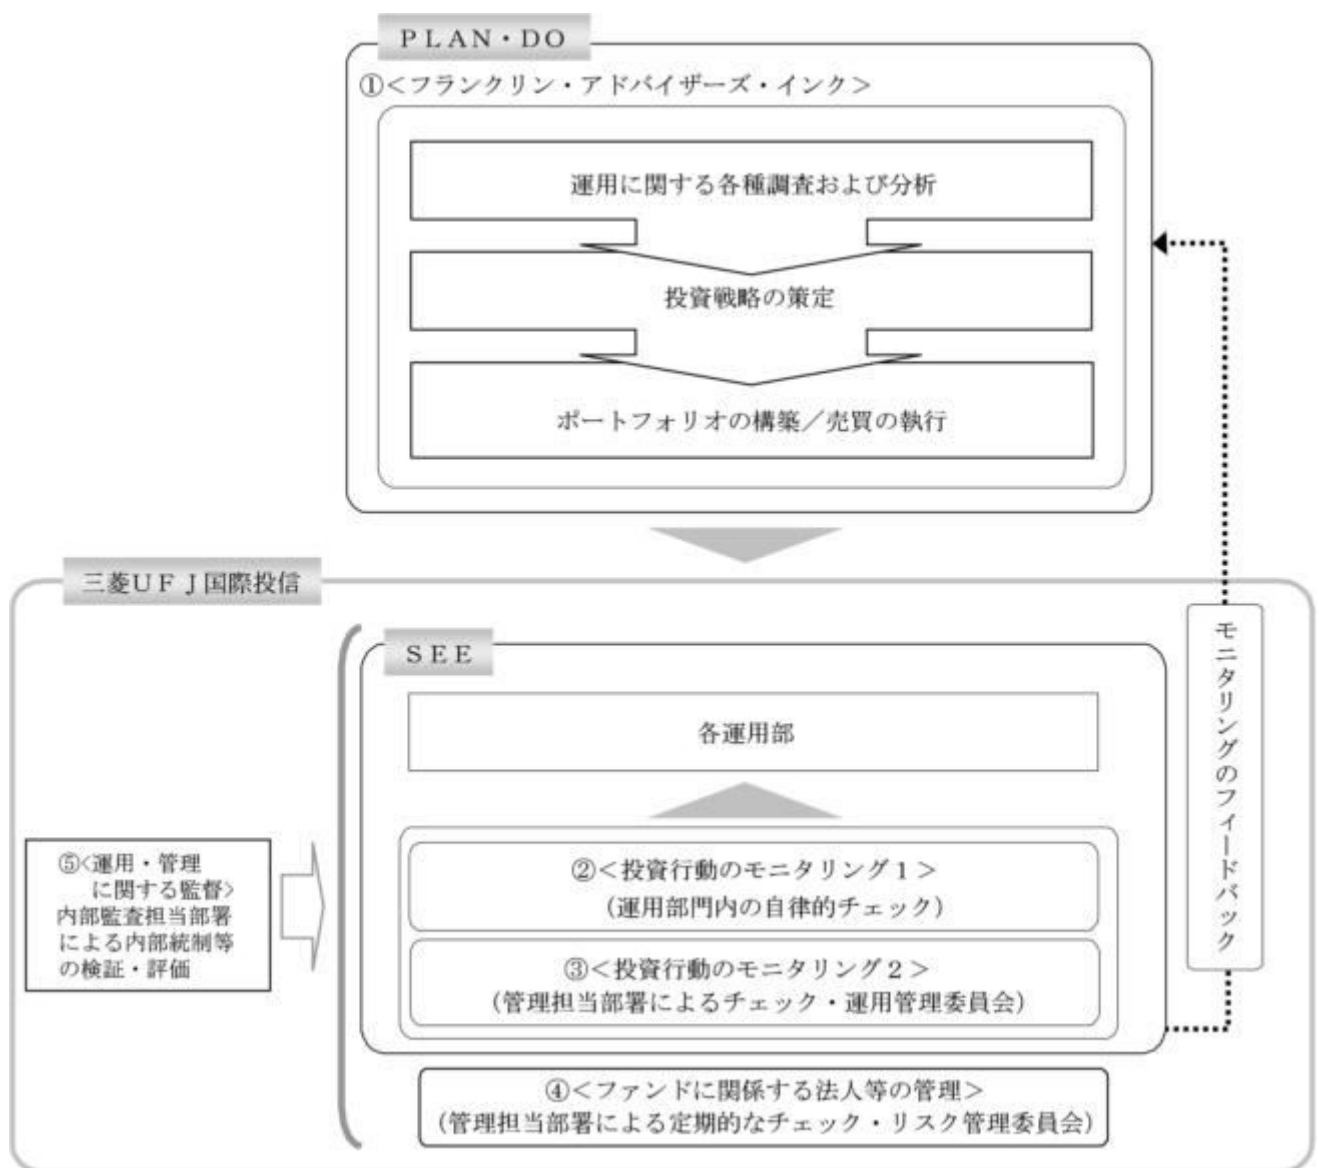 ＰＬＡＮ・ＤＯ
①＜フランクリン・アドバイザーズ・インク＞
運用に関する各種調査および分析
投資戦略の策定
ポートフォリオの構築／売買の執行
三菱ＵＦＪ国際投信
ＳＥＥ
各運用部
②＜投資行動のモニタリング１＞
（運用部門内の自律的チェック）
③＜投資行動のモニタリング２＞
（管理担当部署によるチェック・運用管理委員会）
④＜ファンドに関係する法人等の管理＞
（管理担当部署による定期的なチェック・リスク管理委員会）
⑤<運用・管理
に関する監督>
内部監査担当部署
による内部統制等
の検証・評価
モニタリングのフィードバック